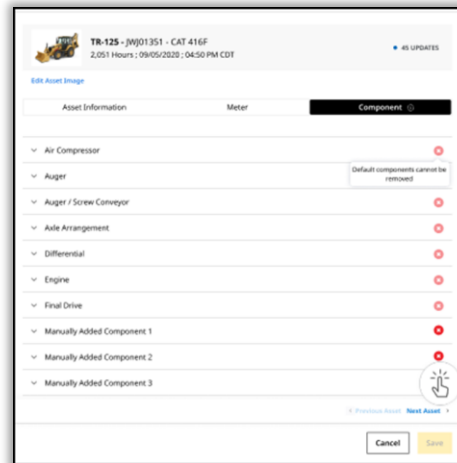 TR-125 - JWJ01351 - CAT 416F
2,051 Hours ; 09/05/2020 ; 04:50 PM CDT
45 UPDATES
Edit Asset Image
Asset Information
Meter
Component
Air Compressor
Default components cannot be
removed
Auger
Auger / Screw Conveyor
Axle Arrangement
Differential
Engine
Final Drive
Manually Added Component 1
Manually Added Component 2
Manually Added Component 3
Previous Asset Next Asset
Cancel
Save